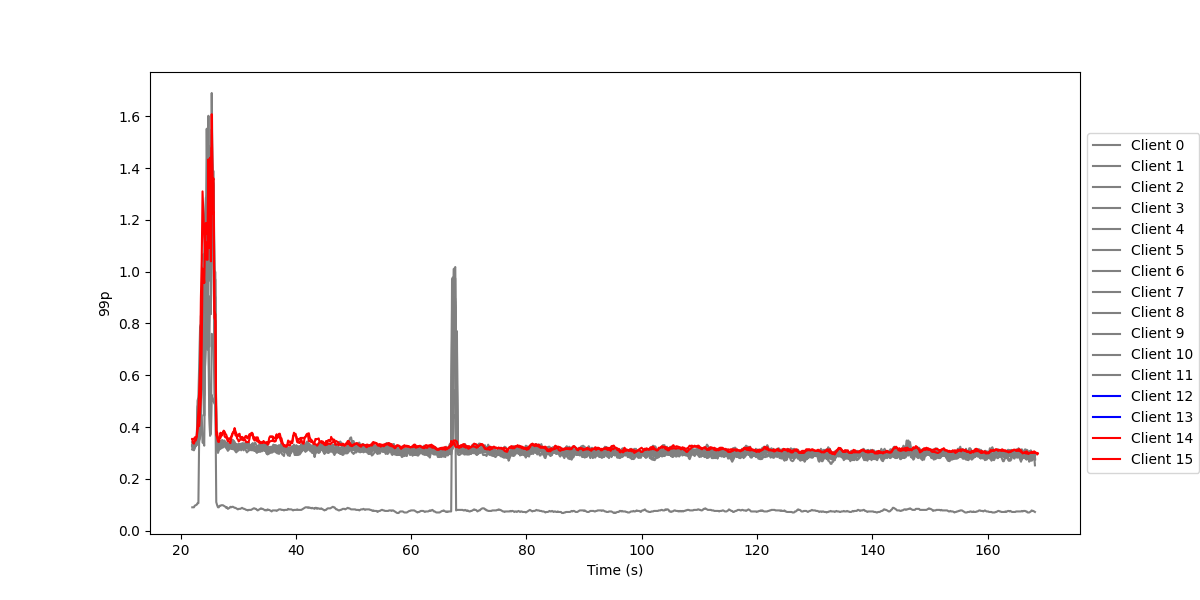 1.6
1.4
1.2
1.0
0.8
0.6
0.4
0.2
0.0
99p
20
40
60
80
100
120
140
160
Time (s)
Client 0
Client 1
Client 2
Client 3
Client 4
Client 5
Client 6
Client 7
Client 8
Client 9
Client 10
Client 11
Client 12
Client 13
Client 14
Client 15